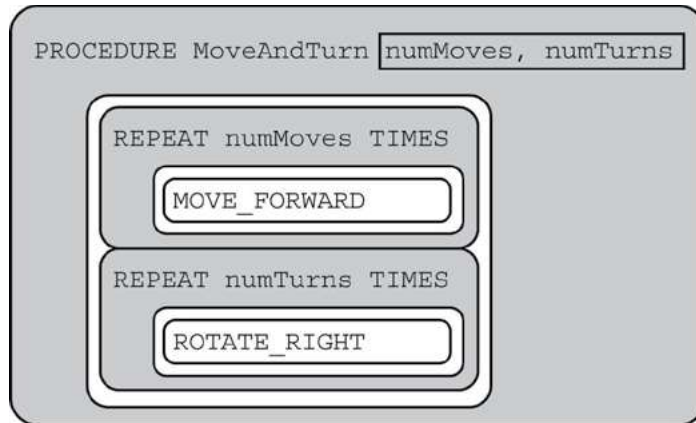 PROCEDURE MoveAndTurn numMoves, numTurns
REPEAT numMoves TIMES
MOVE_FORWARD
REPEAT numTurns TIMES
ROTATE_RIGHT